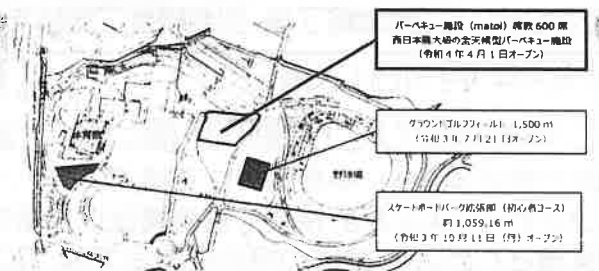 バーベキュー施設（matoi）席数600席
西日本最大級の全天候型バーベキュー施設
（令和4年4月1日オープン）
グラウンドゴルフフィールド 1,500㎡
（令和3年7月21日オープン）
体育館
野球場
スケートボードパーク拡張部（初心者コース）
約1,059.16㎡
（令和3年10月11日（月）オープン）